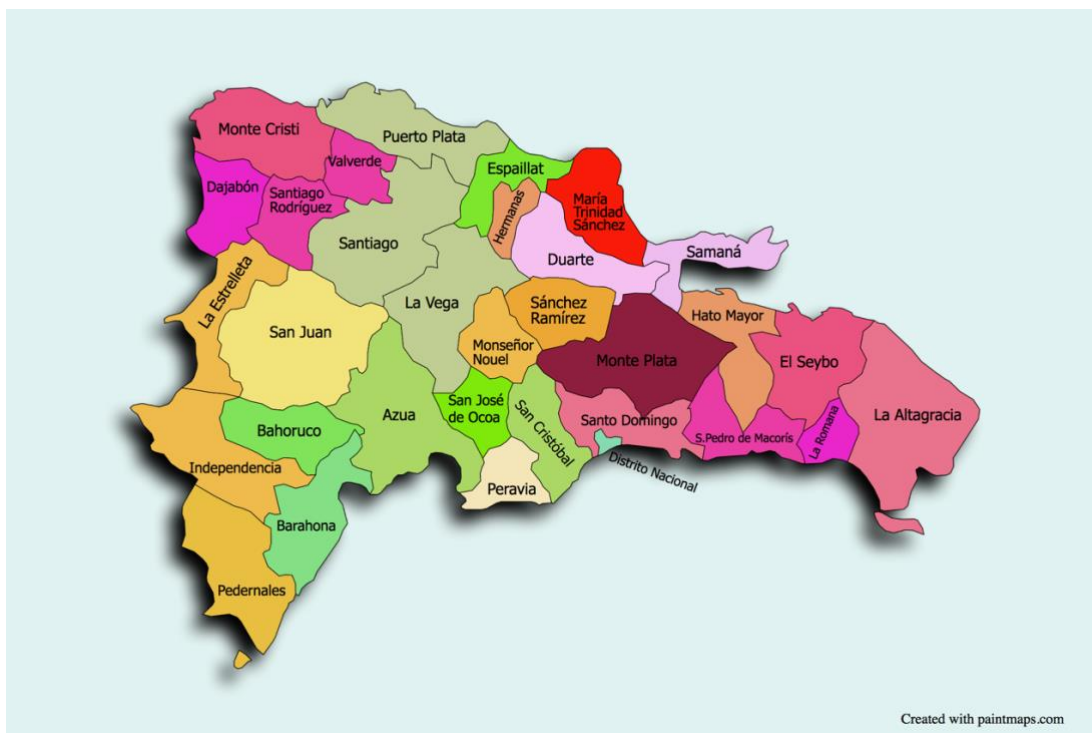 Monte Cristi
Puerto Plata
Valverde
Espaillat
Dajabón
Santiago
Rodríguez
Hermanas
María
Trinidad
Sánchez
Santiago
Duarte
Samaná
La Estrelleta
La Vega
Sánchez
Ramírez
Hato Mayor
San Juan
Monseñor
Nouel
Monte Plata
El Seybo
Azua
San José
de Ocoa
San Cristóbal
Santo Domingo
La Altagracia
Bahoruco
S.Pedro de Macorís
La Romana
Independencia
Distrito Nacional
Peravia
Barahona
Pedernales
Created with paintmaps.com